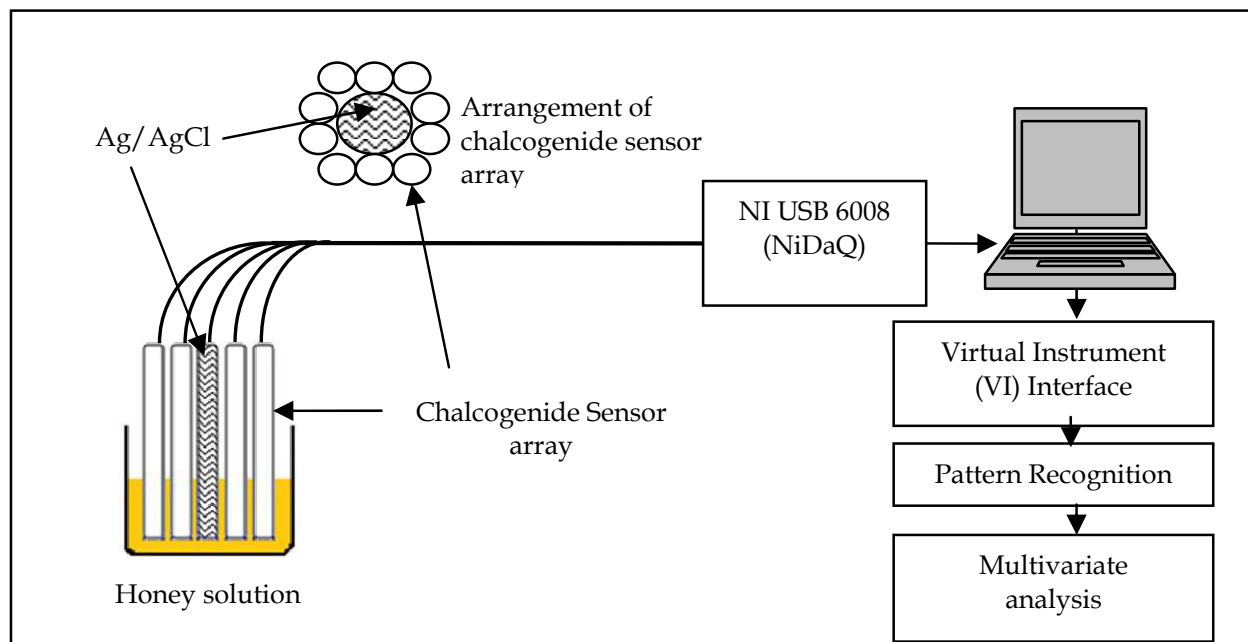 Ag/AgCl
Arrangement of
chalcogenide sensor
array
NI USB 6008
(NiDaQ)
Chalcogenide Sensor
array
Honey solution
Virtual Instrument
(VI) Interface
Pattern Recognition
Multivariate
analysis